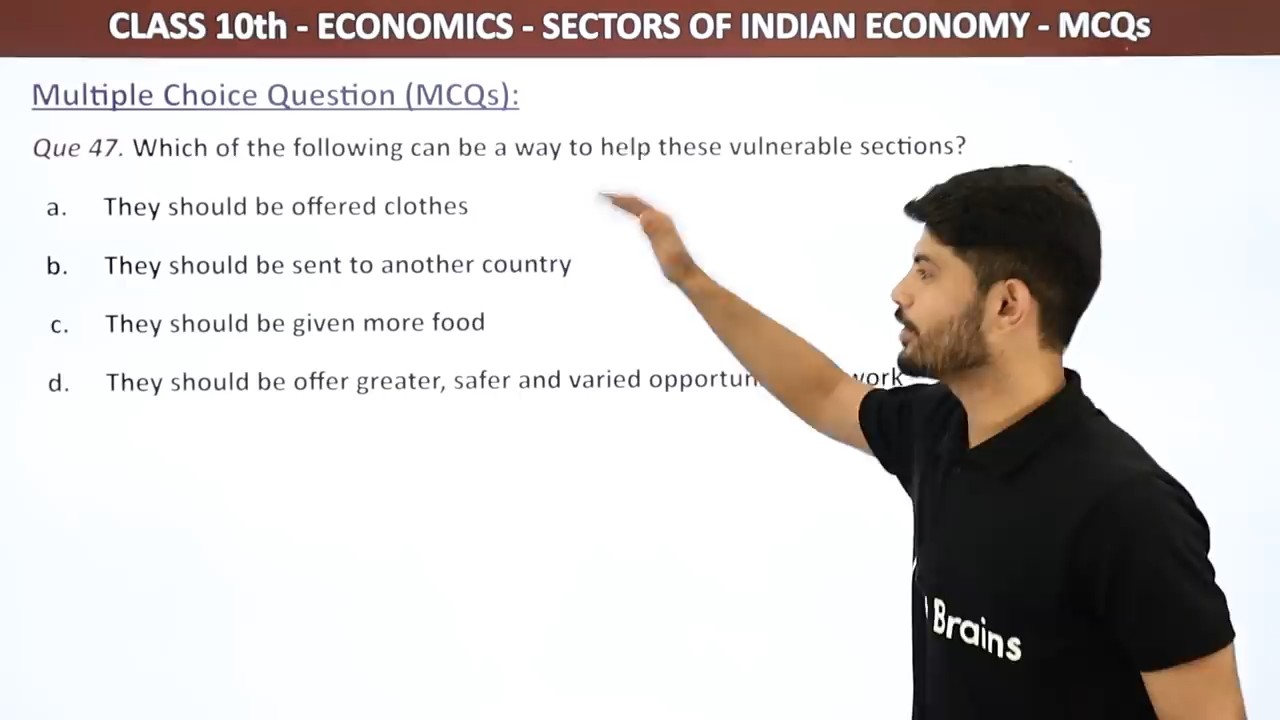 CLASS 10th - ECONOMICS - SECTORS OF INDIAN ECONOMY - MCQs
Multiple Choice Question (MCQs):
Que 47. Which of the following can be a way to help these vulnerable sections?
a. They should be offered clothes
b. They should be sent to another country
c. They should be given more food
d. They should be offer greater, safer and varied work
Brains